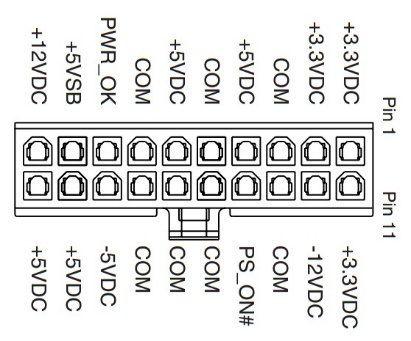 +12VDC
+5VSB
PWR_OK
COM
+5VDC
COM
+5VDC
COM
+3.3VDC
+3.3VDC
Pin 1
Pin 11
+5VDC
+5VDC
-5VDC
COM
COM
COM
PS_ON#
COM
-12VDC
+3.3VDC